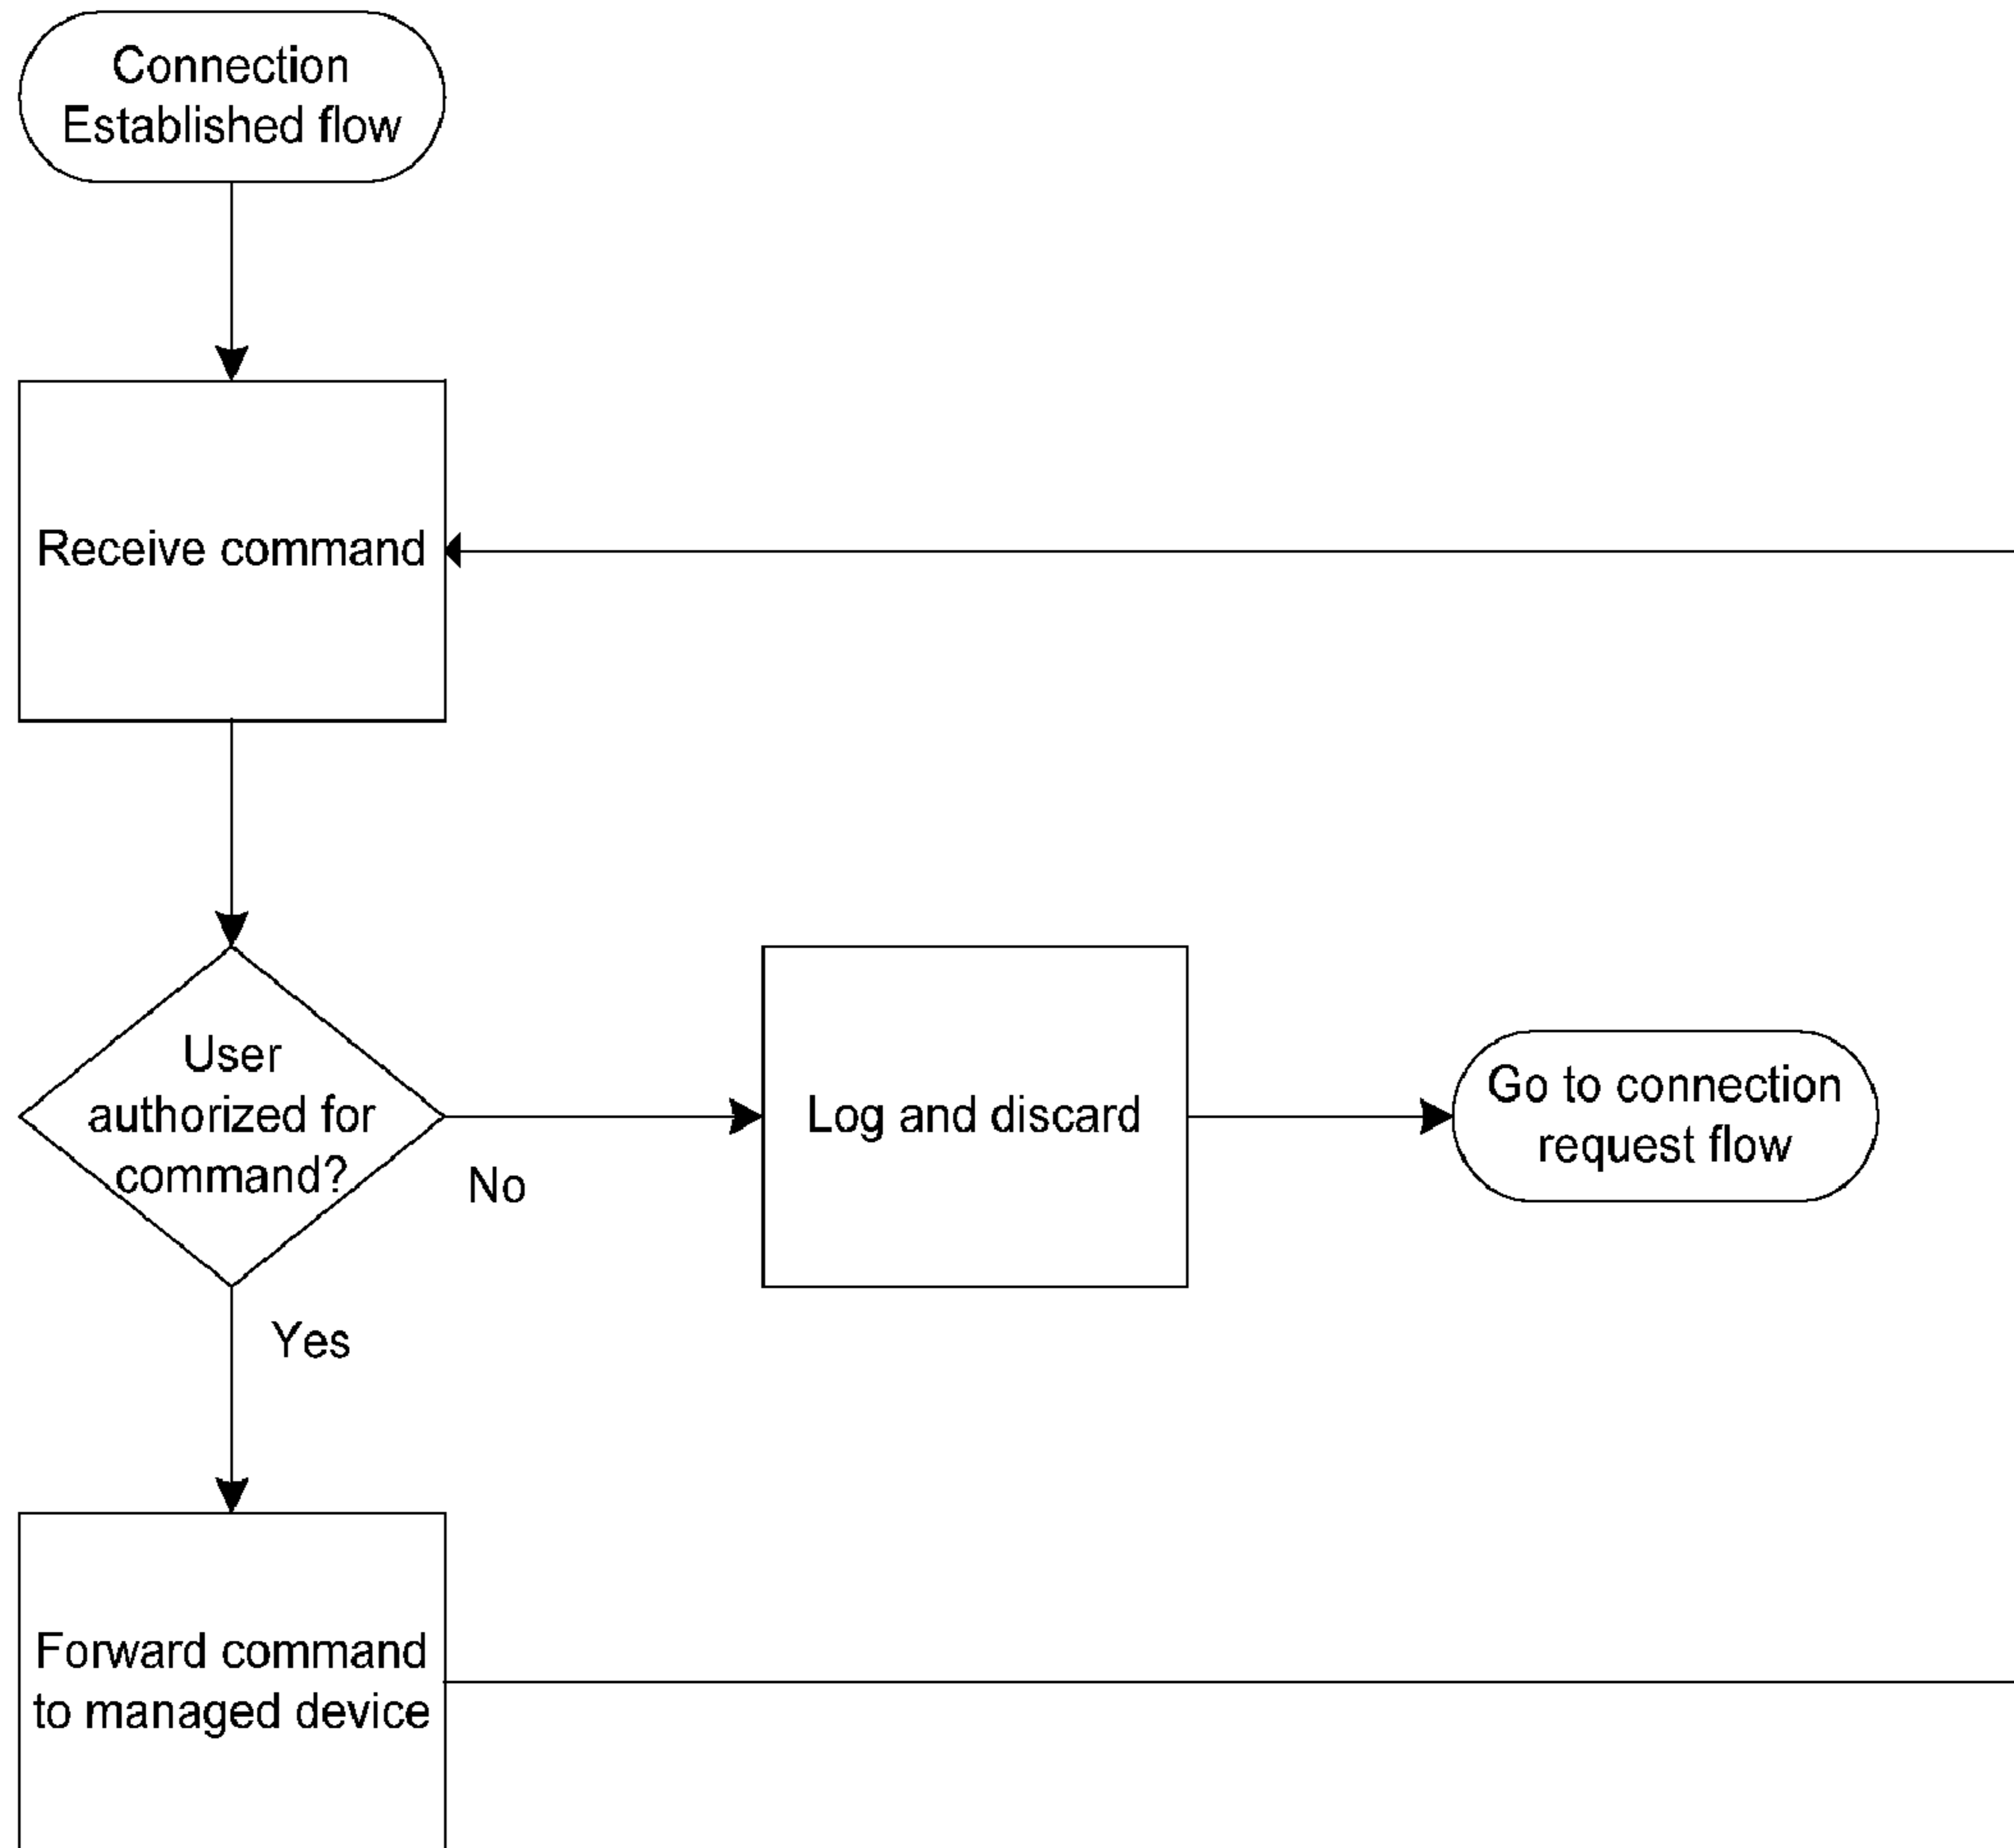 Connection
Established flow
Receive command
User
authorized for
command?
No
Log and discard
Go to connection
request flow
Yes
Forward command
to managed device